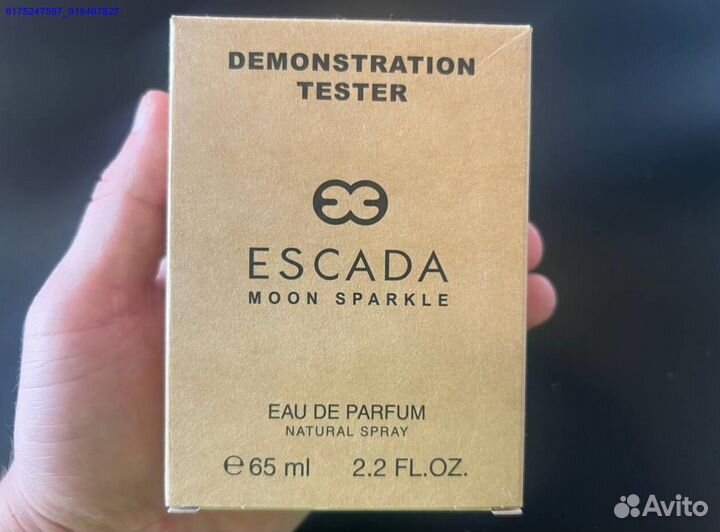 6175247597_918467827
DEMONSTRATION
TESTER
ESCADA
MOON SPARKLE
EAU DE PARFUM
NATURAL SPRAY
℮ 65 ml 2.2 FL.OZ.
Avito